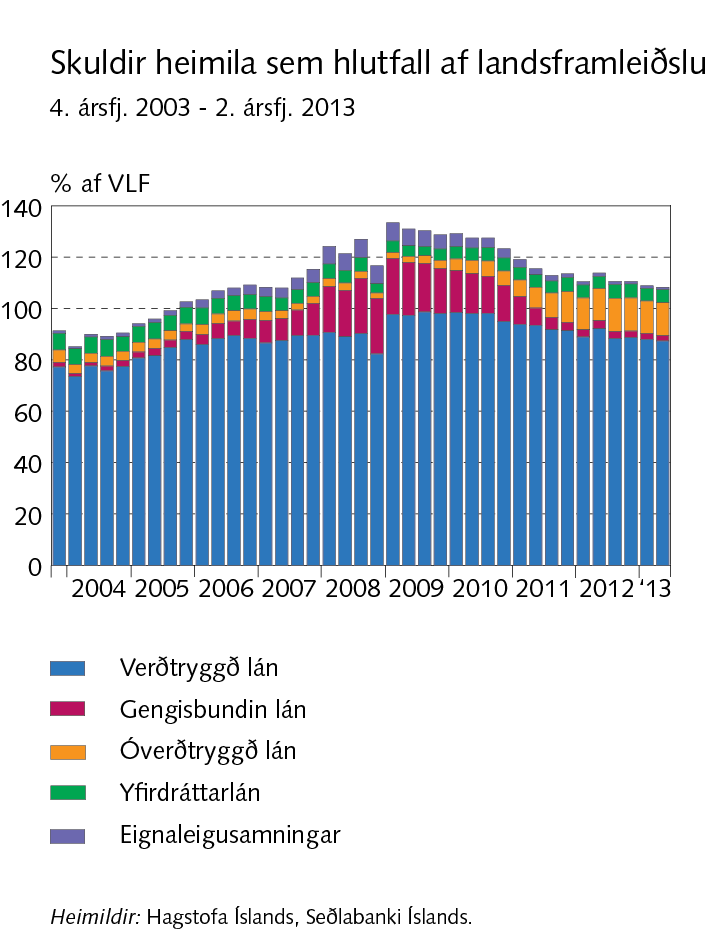 Skuldir heimila sem hlutfall af landsframleiðslu
4. ársfj. 2003 - 2. ársfj. 2013
% af VLF
140
120
100
80
60
40
20
0
2004 2005 2006 2007 2008 2009 2010 2011 2012 '13
Verðtryggð lán
Gengisbundin lán
Óverðtryggð lán
Yfirdráttarlán
Eignaleigusamningar
Heimildir: Hagstofa Íslands, Seðlabanki Íslands.